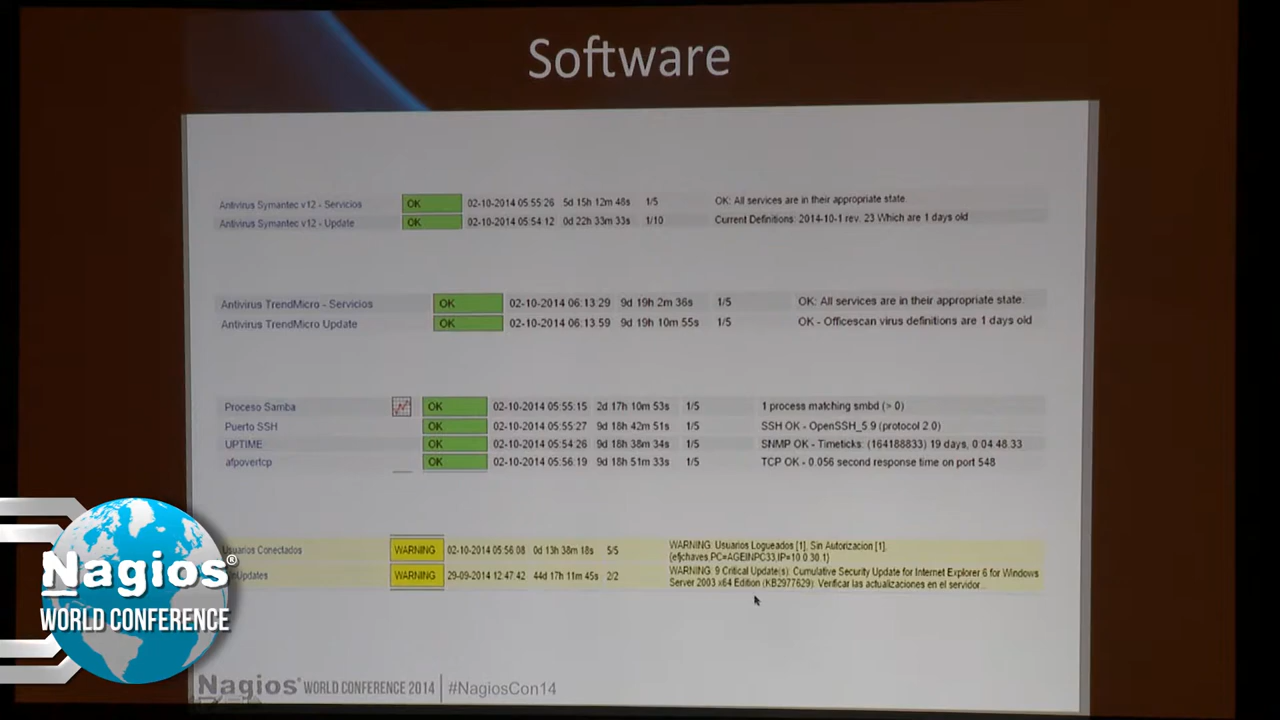 Software
Antivirus Symantec v12 - Servicios OK 02-10-2014 05:55:26 5d 15h 12m 48s 1/5 OK: All services are in their appropriate state.
Antivirus Symantec v12 - Update OK 02-10-2014 05:54:12 0d 22h 33m 33s 1/10 Current Definitions: 2014-10-1 rev. 23 Which are 1 days old
Antivirus TrendMicro - Servicios OK 02-10-2014 06:13:29 9d 19h 2m 36s 1/5 OK: All services are in their appropriate state.
Antivirus TrendMicro Update OK 02-10-2014 06:13:59 9d 19h 10m 55s 1/5 OK - Officescan virus definitions are 1 days old
Proceso Samba OK 02-10-2014 05:55:15 2d 17h 10m 53s 1/5 1 process matching smbd (> 0)
Puerto SSH OK 02-10-2014 05:55:27 9d 18h 42m 51s 1/5 SSH OK - OpenSSH_5.9 (protocol 2.0)
UPTIME OK 02-10-2014 05:54:26 9d 18h 38m 34s 1/5 SNMP OK - Timeticks: (164188833) 19 days, 0:04:48.33
afpovertcp OK 02-10-2014 05:56:19 9d 18h 51m 33s 1/5 TCP OK - 0.056 second response time on port 548
Usuarios Conectados WARNING 02-10-2014 05:56:08 0d 13h 38m 18s 5/5 WARNING: Usuarios Logueados [1], Sin Autorizacion [1],
PC=AGEINPC33,IP=10.0.30.1}
Updates WARNING 29-09-2014 12:47:42 44d 17h 11m 45s 2/2 WARNING: 9 Critical Update(s): Cumulative Security Update for Internet Explorer 6 for Windows
Server 2003 x64 Edition (KB2977629): Verificar las actualizaciones en el servidor...
Nagios®
WORLD CONFERENCE
Nagios WORLD CONFERENCE 2014 | #NagiosCon14